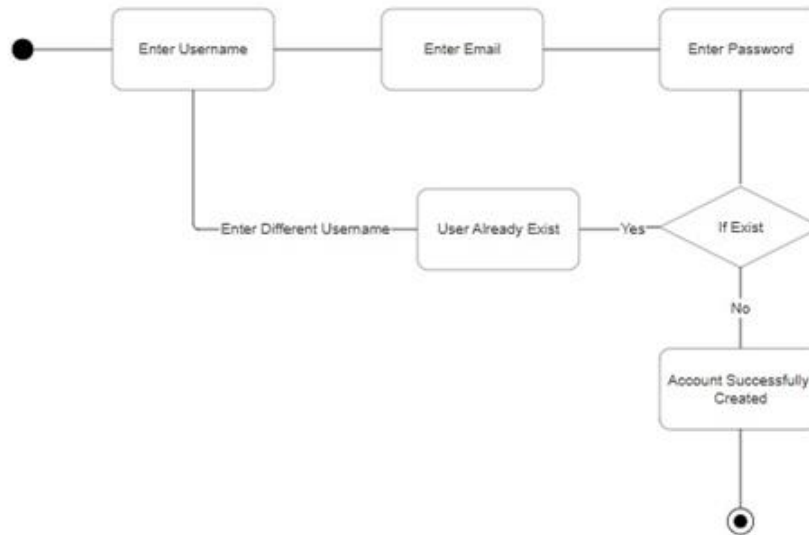 Enter Username
Enter Email
Enter Password
Enter Different Username
User Already Exist
Yes
If Exist
No
Account Successfully
Created